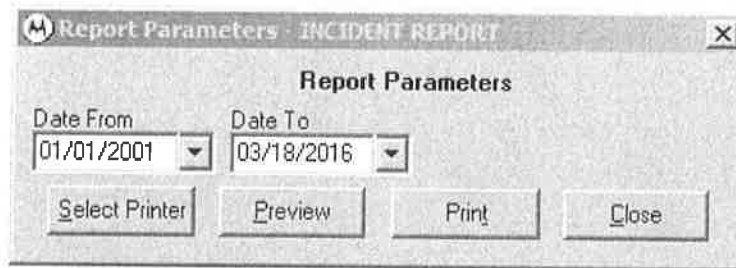 Report Parameters - INCIDENT REPORT
Report Parameters
Date From Date To
01/01/2001 03/18/2016
Select Printer Preview Print Close